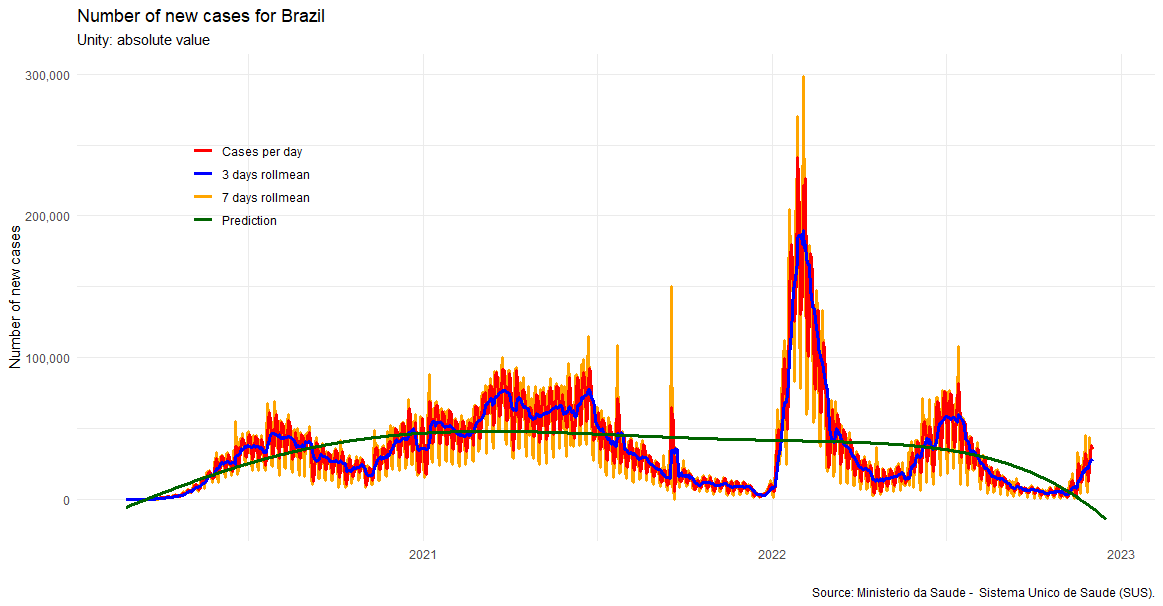 Number of new cases for Brazil
Unity: absolute value
300,000
200,000
100,000
0
Number of new cases
Cases per day
3 days rollmean
7 days rollmean
Prediction
2021
2022
2023
Source: Ministerio da Saude -  Sistema Unico de Saude (SUS).